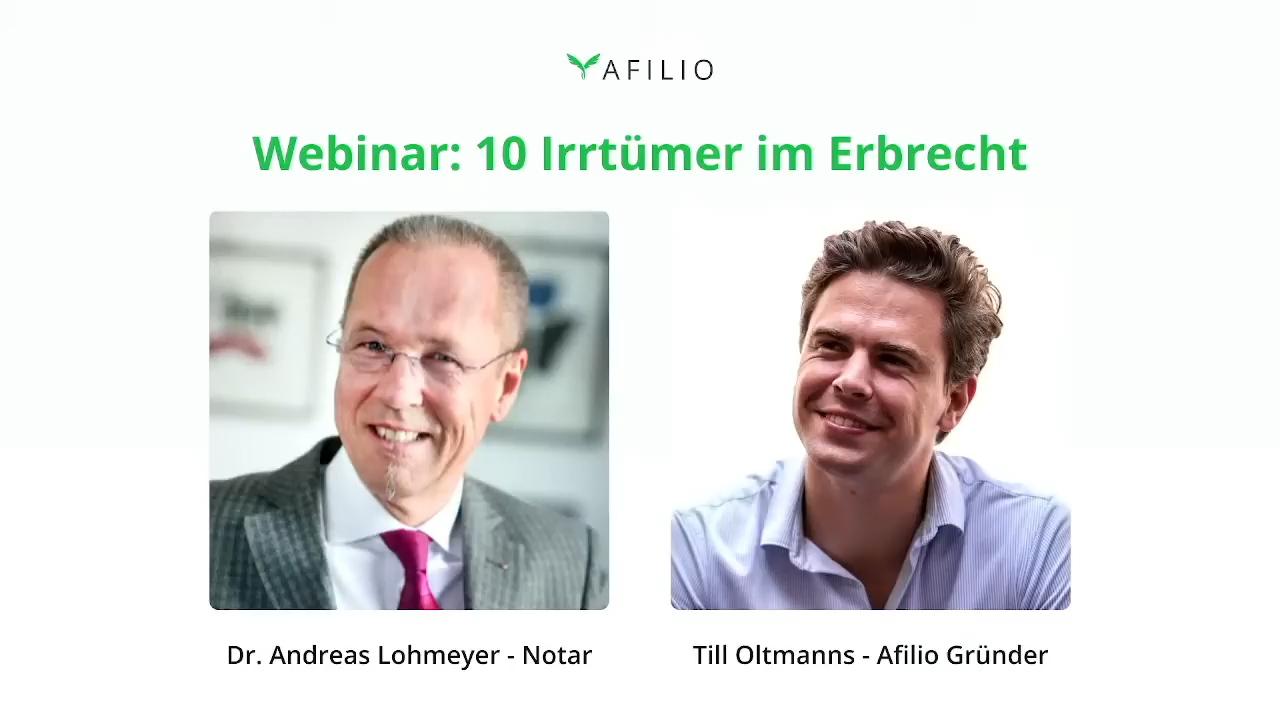 AFILIO
Webinar: 10 Irrtümer im Erbrecht
Dr. Andreas Lohmeyer - Notar
Till Oltmanns - Afilio Gründer